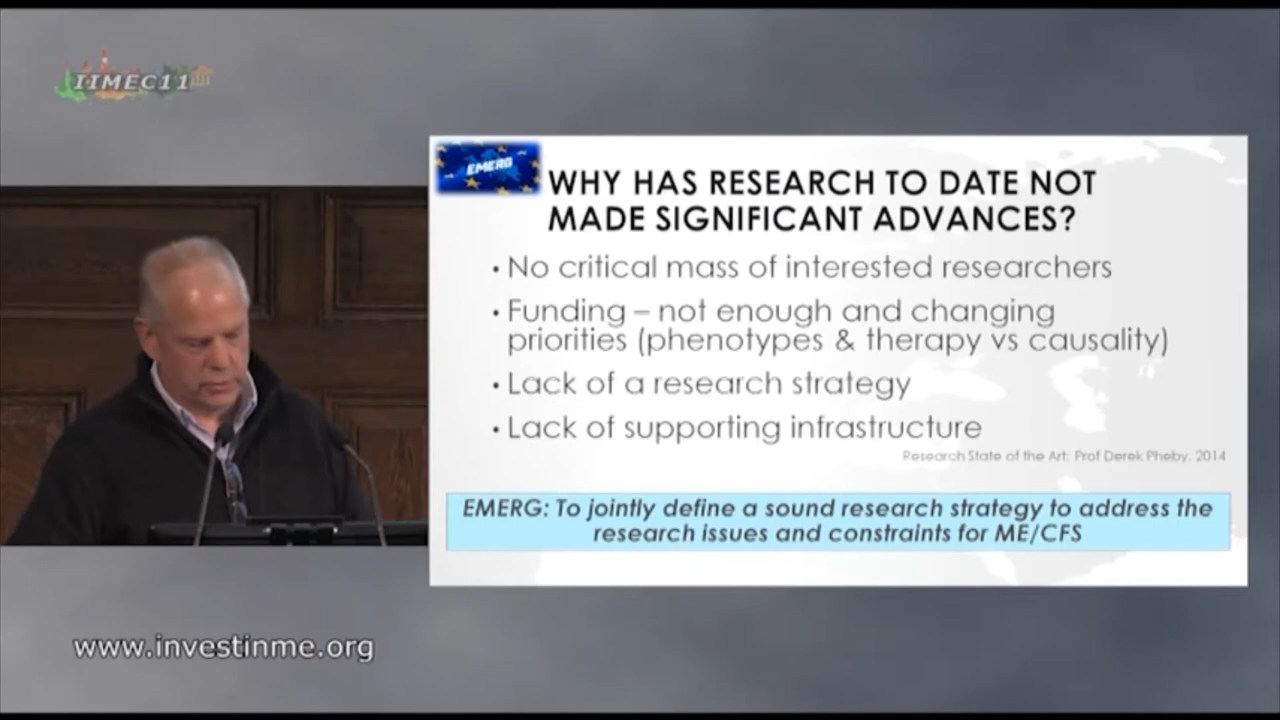 IIMEC11
EMERG
WHY HAS RESEARCH TO DATE NOT
MADE SIGNIFICANT ADVANCES?
• No critical mass of interested researchers
• Funding – not enough and changing
priorities (phenotypes & therapy vs causality)
• Lack of a research strategy
• Lack of supporting infrastructure
Research State of the Art: Prof Derek Pheby, 2014
EMERG: To jointly define a sound research strategy to address the
research issues and constraints for ME/CFS
www.investinme.org